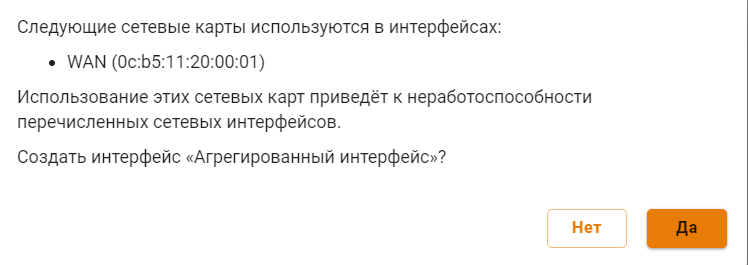 Следующие сетевые карты используются в интерфейсах:
• WAN (0c:b5:11:20:00:01)
Использование этих сетевых карт приведёт к неработоспособности
перечисленных сетевых интерфейсов.
Создать интерфейс «Агрегированный интерфейс»?
Нет Да